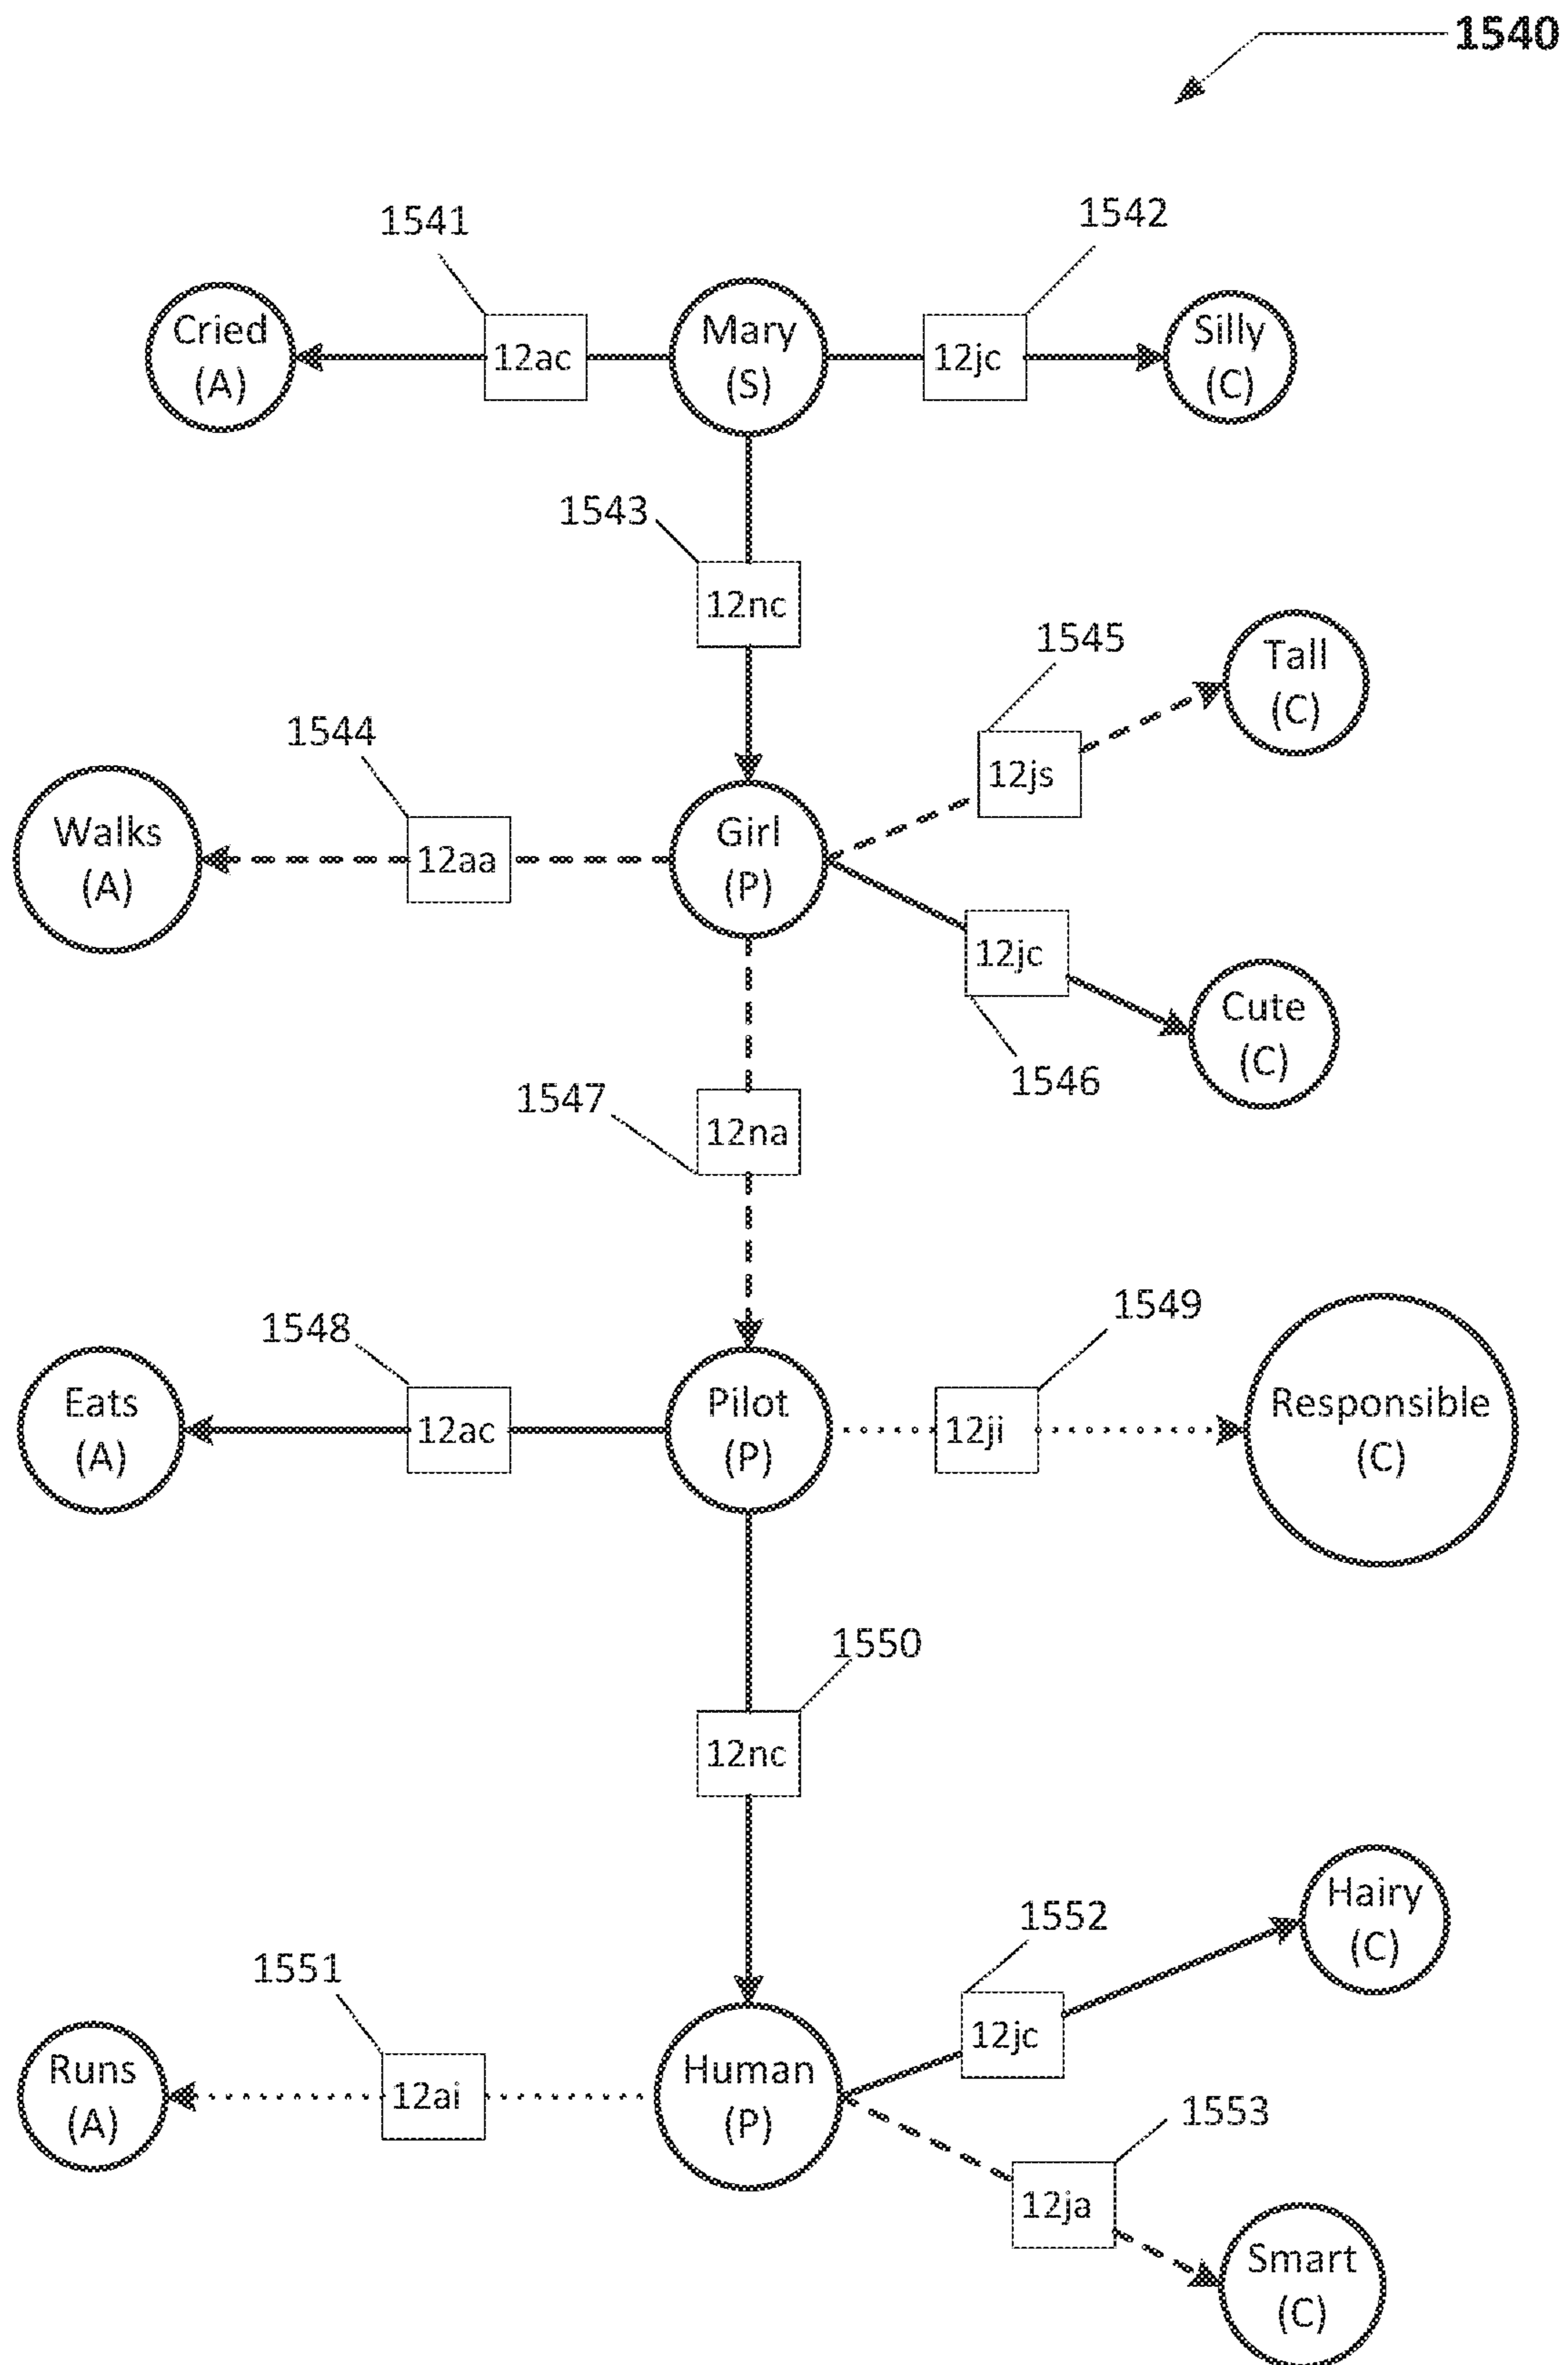 1540
1541
1542
Cried
(A)
12ac
Mary
(S)
12jc
Silly
(C)
1543
12nc
1545
Tall
(C)
1544
12js
Walks
(A)
12aa
Girl
(P)
12jc
Cute
(C)
1546
1547
12na
1548
1549
Eats
(A)
12ac
Pilot
(P)
12ji
Responsible
(C)
1550
12nc
1552
Hairy
(C)
1551
12jc
Runs
(A)
12ai
Human
(P)
1553
12ja
Smart
(C)